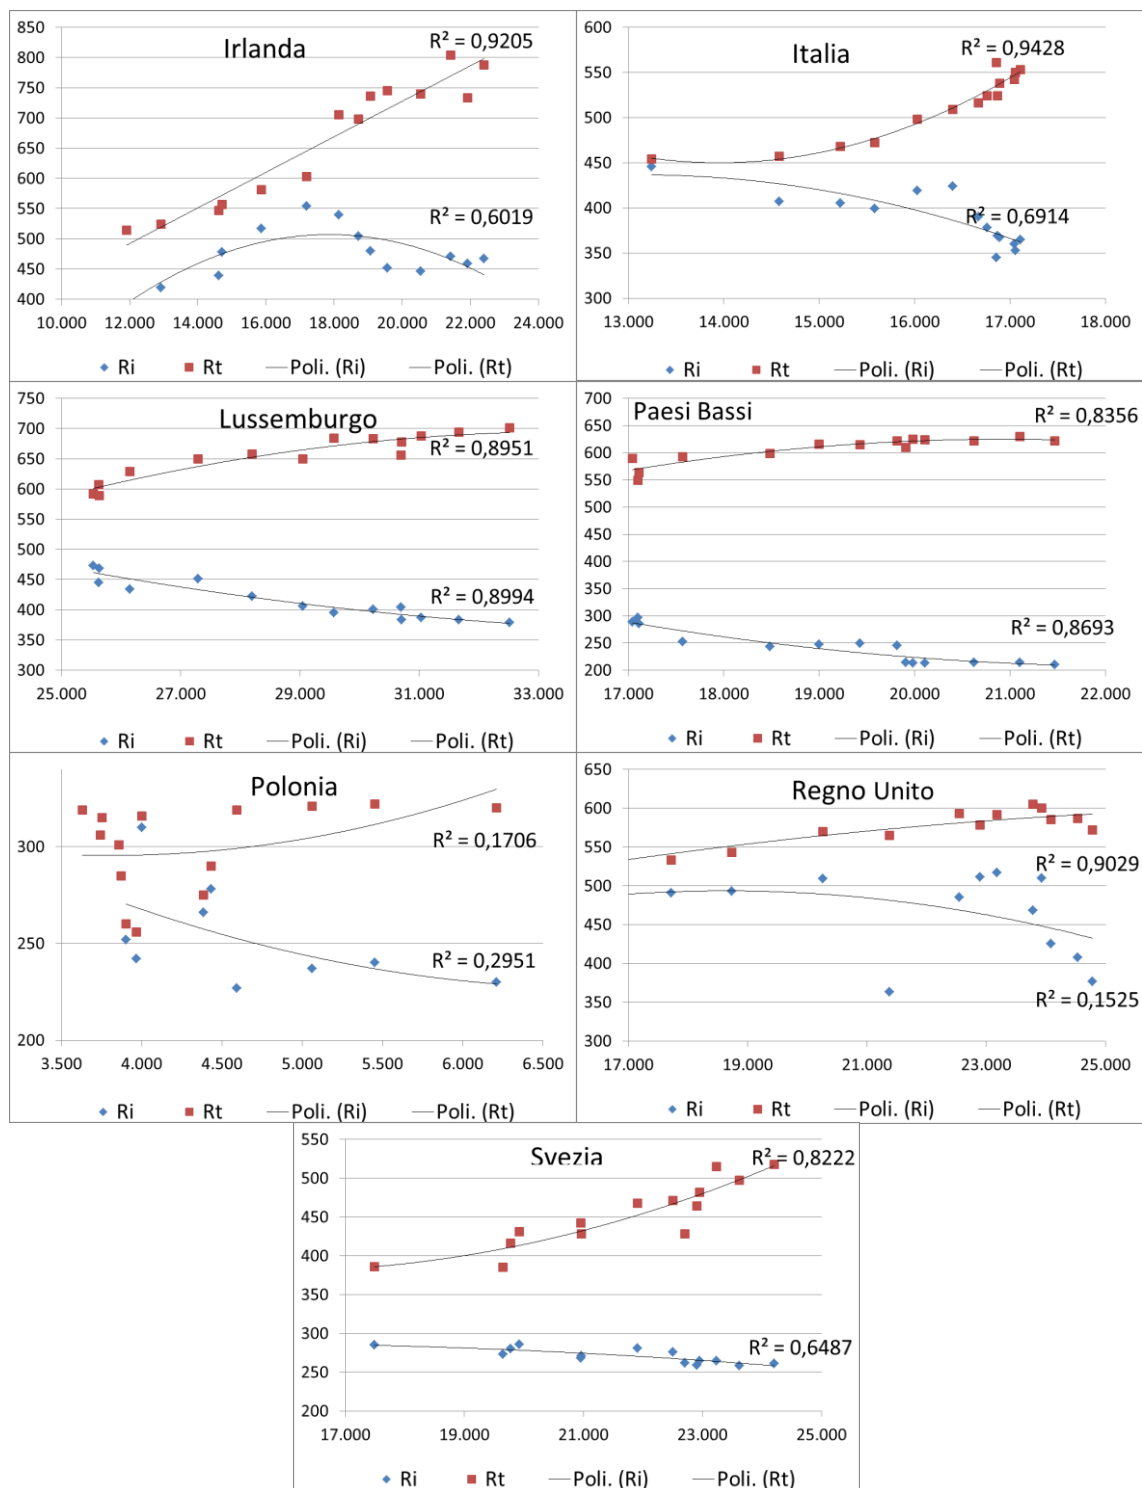 Irlanda
R² = 0,9205
R² = 0,6019
850
800
750
700
650
600
550
500
450
400
10.000 12.000 14.000 16.000 18.000 20.000 22.000 24.000
Ri Rt Poli. (Ri) Poli. (Rt)
Italia
R² = 0,9428
R² = 0,6914
600
550
500
450
400
350
300
13.000 14.000 15.000 16.000 17.000 18.000
Ri Rt Poli. (Ri) Poli. (Rt)
Lussemburgo
R² = 0,8951
R² = 0,8994
750
700
650
600
550
500
450
400
350
300
25.000 27.000 29.000 31.000 33.000
Ri Rt Poli. (Ri) Poli. (Rt)
Paesi Bassi
R² = 0,8356
R² = 0,8693
700
650
600
550
500
450
400
350
300
250
200
17.000 18.000 19.000 20.000 21.000 22.000
Ri Rt Poli. (Ri) Poli. (Rt)
Polonia
R² = 0,1706
R² = 0,2951
300
250
200
3.500 4.000 4.500 5.000 5.500 6.000 6.500
Ri Rt Poli. (Ri) Poli. (Rt)
Regno Unito
R² = 0,9029
R² = 0,1525
650
600
550
500
450
400
350
300
17.000 19.000 21.000 23.000 25.000
Ri Rt Poli. (Ri) Poli. (Rt)
Svezia
R² = 0,8222
R² = 0,6487
550
500
450
400
350
300
250
200
17.000 19.000 21.000 23.000 25.000
Ri Rt Poli. (Ri) Poli. (Rt)